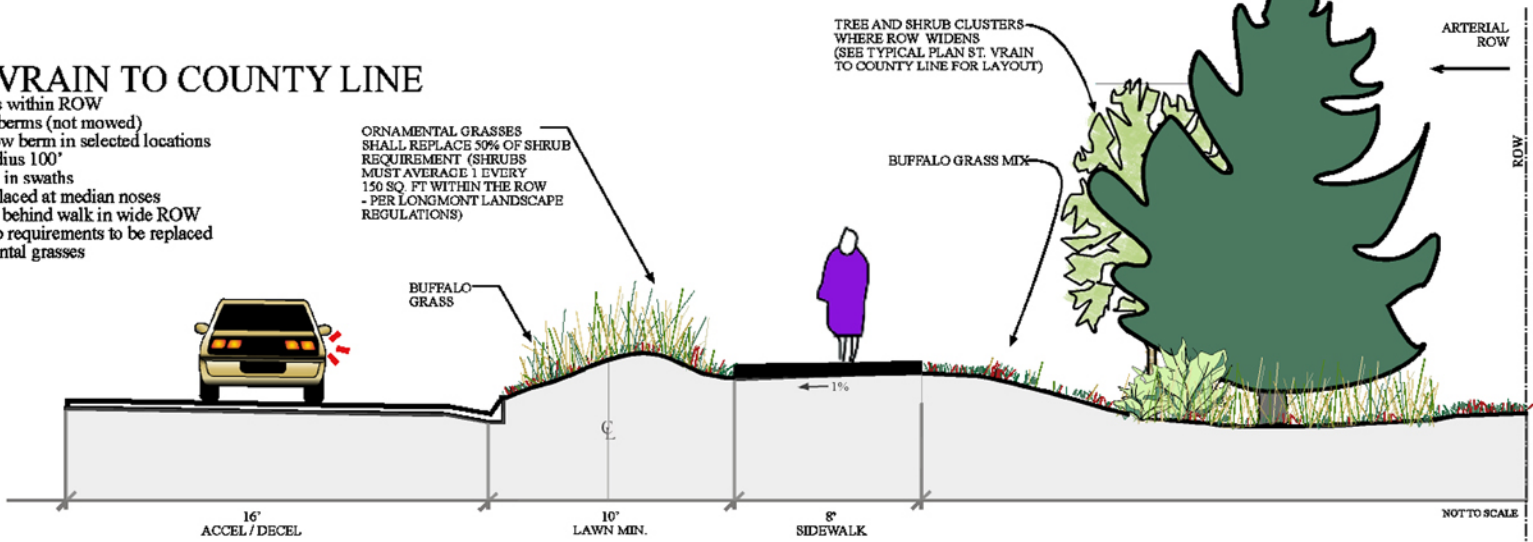 VRAIN TO COUNTY LINE
within ROW
berms (not mowed)
berm in selected locations
100’
in swaths
at median noses
behind walk in wide ROW
requirements to be replaced
grasses
ORNAMENTAL GRASSES
SHALL REPLACE 50% OF SHRUB
REQUIREMENT (SHRUBS
MUST AVERAGE 1 EVERY
150 SQ. FT WITHIN THE ROW
- PER LONGMONT LANDSCAPE
REGULATIONS)
BUFFALO
GRASS
TREE AND SHRUB CLUSTERS
WHERE ROW WIDENS
(SEE TYPICAL PLAN ST. VRAIN
TO COUNTY LINE FOR LAYOUT)
BUFFALO GRASS MIX
ARTERIAL
ROW
ROW
1%
16'
ACCEL / DECEL
10'
LAWN MIN.
8'
SIDEWALK
NOT TO SCALE